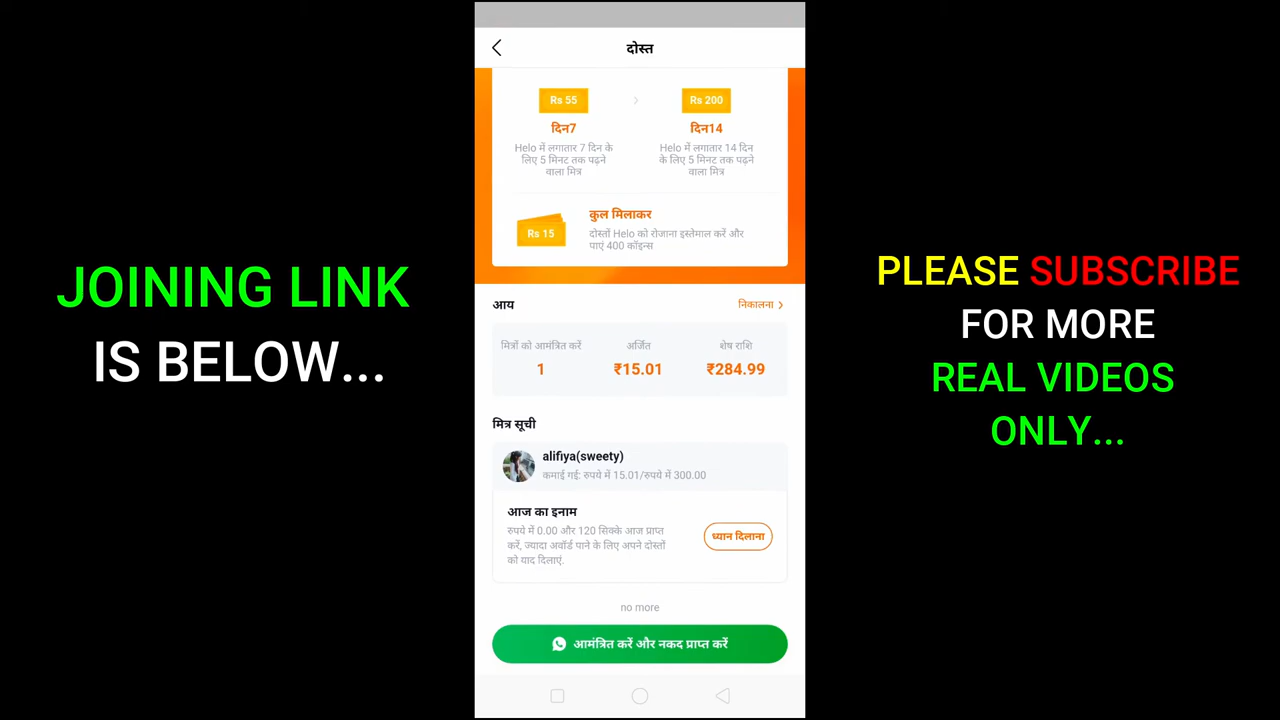 JOINING LINK
IS BELOW...
दोस्त
Rs 55
Rs 200
दिन7
दिन14
Helo में लगातार 7 दिन के
लिए 5 मिनट तक पढ़ने
वाला मित्र
Helo में लगातार 14 दिन
के लिए 5 मिनट तक पढ़ने
वाला मित्र
Rs 15
कुल मिलाकर
दोस्तों Helo को रोजाना इस्तेमाल करें और
पाएं 400 कॉइन्स
आय
निकालना
मित्रों को आमंत्रित करें
अर्जित
शेष राशि
1
₹15.01
₹284.99
मित्र सूची
alifiya(sweety)
कमाई गई: रुपये में 15.01/रुपये में 300.00
आज का इनाम
रुपये में 0.00 और 120 सिक्के आज प्राप्त
करें, ज्यादा अवॉर्ड पाने के लिए अपने दोस्तों
को याद दिलाएं.
ध्यान दिलाना
no more
आमंत्रित करें और नकद प्राप्त करें
PLEASE SUBSCRIBE
FOR MORE
REAL VIDEOS
ONLY...